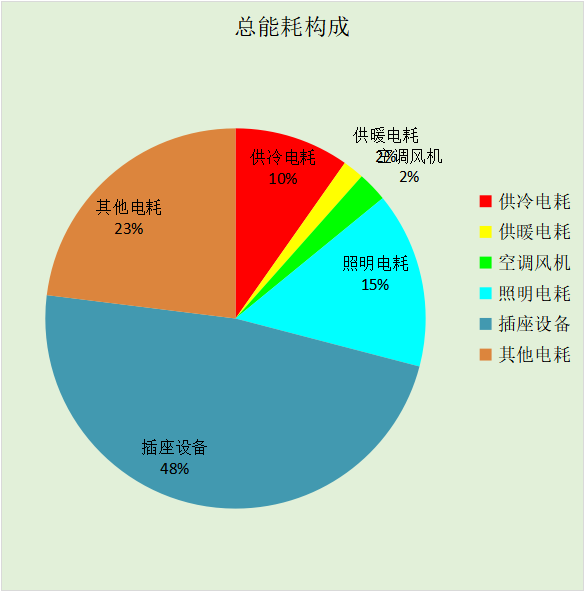 总能耗构成
供冷电耗
10%
供暖电耗
2%
空调风机
2%
照明电耗
15%
插座设备
48%
其他电耗
23%
供冷电耗
供暖电耗
空调风机
照明电耗
插座设备
其他电耗